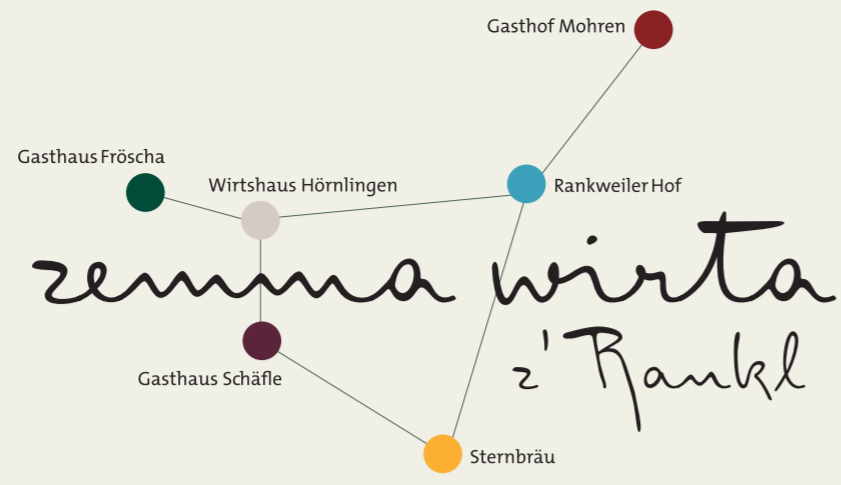 Gasthof Mohren
Gasthaus Fröscha
Wirtshaus Hörnlingen
Rankweiler Hof
zemma wirta
z' Rankl
Gasthaus Schäfle
Sternbräu